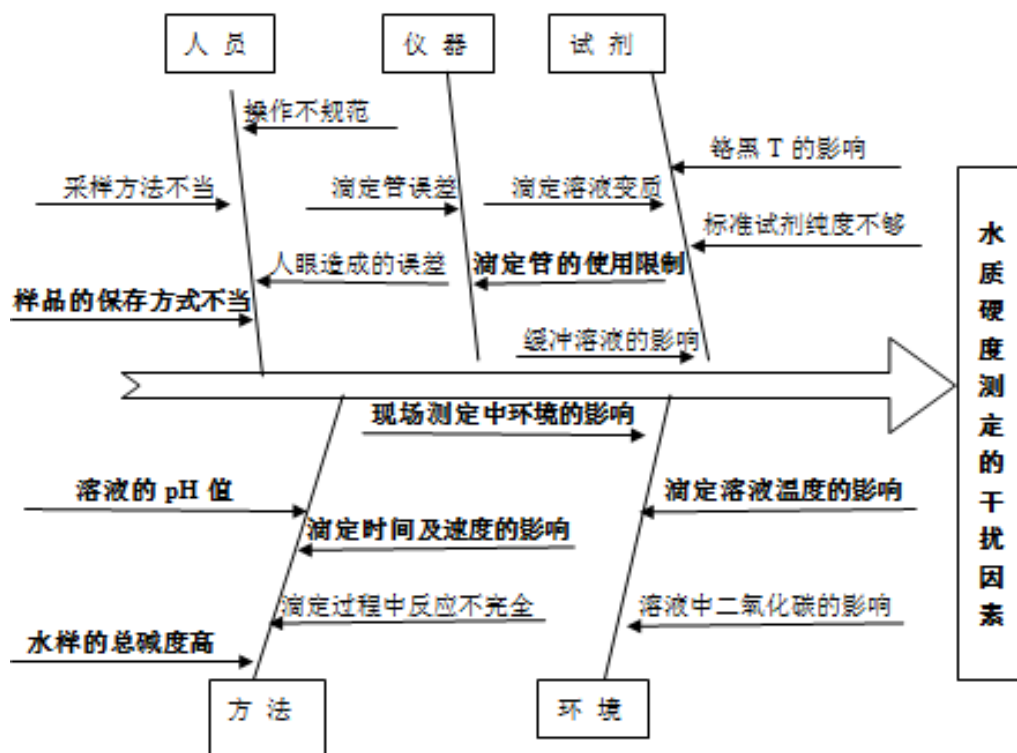 人 员
仪 器
试 剂
操作不规范
铬黑 T 的影响
采样方法不当
滴定管误差
滴定溶液变质
标准试剂纯度不够
人眼造成的误差
滴定管的使用限制
样品的保存方式不当
缓冲溶液的影响
水质硬度测定的干扰因素
现场测定中环境的影响
溶液的 pH 值
滴定溶液温度的影响
滴定时间及速度的影响
滴定过程中反应不完全
溶液中二氧化碳的影响
水样的总碱度高
方 法
环 境